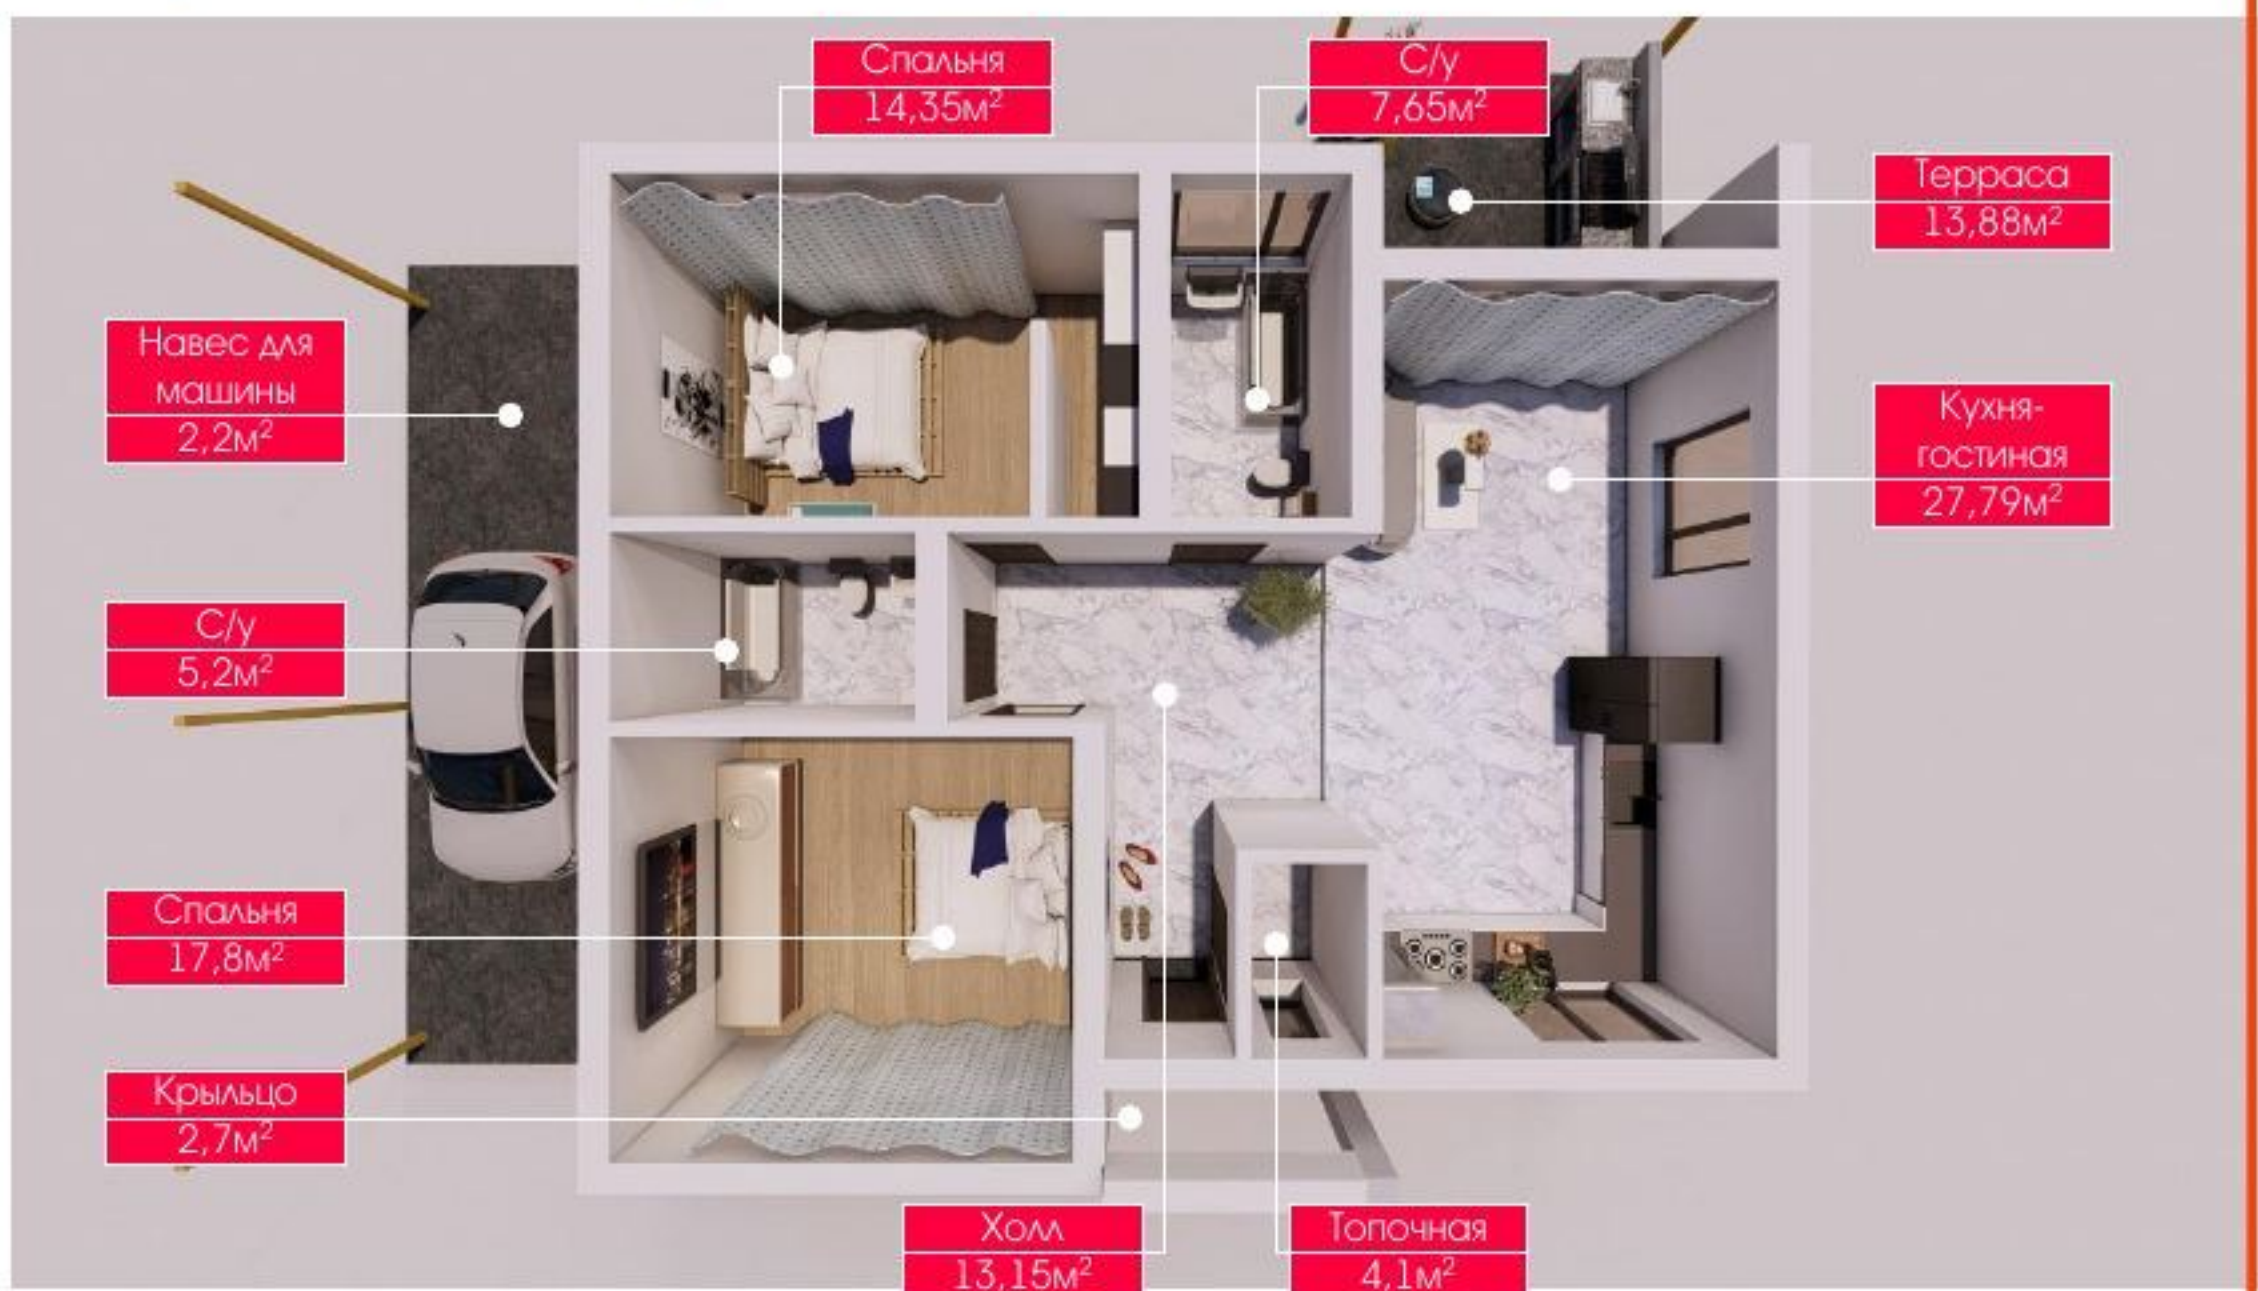 Спальня
14,35м²
С/у
7,65м²
Терраса
13,88м²
Навес для
машины
2,2м²
Кухня-
гостиная
27,79м²
С/у
5,2м²
Спальня
17,8м²
Крыльцо
2,7м²
Холл
13,15м²
Топочная
4,1м²